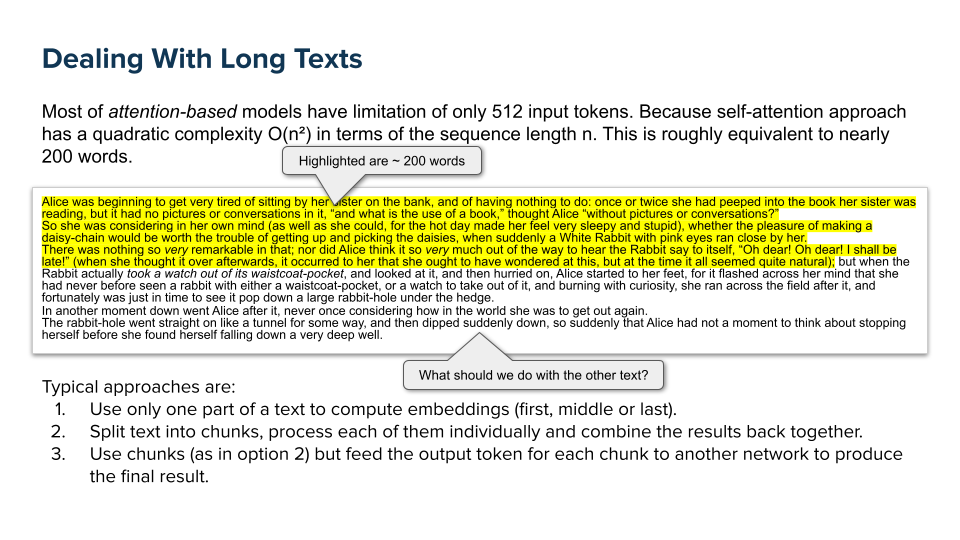 Dealing With Long Texts
Most of attention-based models have limitation of only 512 input tokens. Because self-attention approach
has a quadratic complexity O(n²) in terms of the sequence length n. This is roughly equivalent to nearly
200 words.
Highlighted are ~ 200 words
Alice was beginning to get very tired of sitting by her sister on the bank, and of having nothing to do: once or twice she had peeped into the book her sister was
reading, but it had no pictures or conversations in it, “and what is the use of a book,” thought Alice “without pictures or conversations?”
So she was considering in her own mind (as well as she could, for the hot day made her feel very sleepy and stupid), whether the pleasure of making a
daisy-chain would be worth the trouble of getting up and picking the daisies, when suddenly a White Rabbit with pink eyes ran close by her.
There was nothing so very remarkable in that; nor did Alice think it so very much out of the way to hear the Rabbit say to itself, “Oh dear! Oh dear! I shall be
late!” (when she thought it over afterwards, it occurred to her that she ought to have wondered at this, but at the time it all seemed quite natural); but when the
Rabbit actually took a watch out of its waistcoat-pocket, and looked at it, and then hurried on, Alice started to her feet, for it flashed across her mind that she
had never before seen a rabbit with either a waistcoat-pocket, or a watch to take out of it, and burning with curiosity, she ran across the field after it, and
fortunately was just in time to see it pop down a large rabbit-hole under the hedge.
In another moment down went Alice after it, never once considering how in the world she was to get out again.
The rabbit-hole went straight on like a tunnel for some way, and then dipped suddenly down, so suddenly that Alice had not a moment to think about stopping
herself before she found herself falling down a very deep well.
What should we do with the other text?
Typical approaches are:
1. Use only one part of a text to compute embeddings (first, middle or last).
2. Split text into chunks, process each of them individually and combine the results back together.
3. Use chunks (as in option 2) but feed the output token for each chunk to another network to produce
the final result.